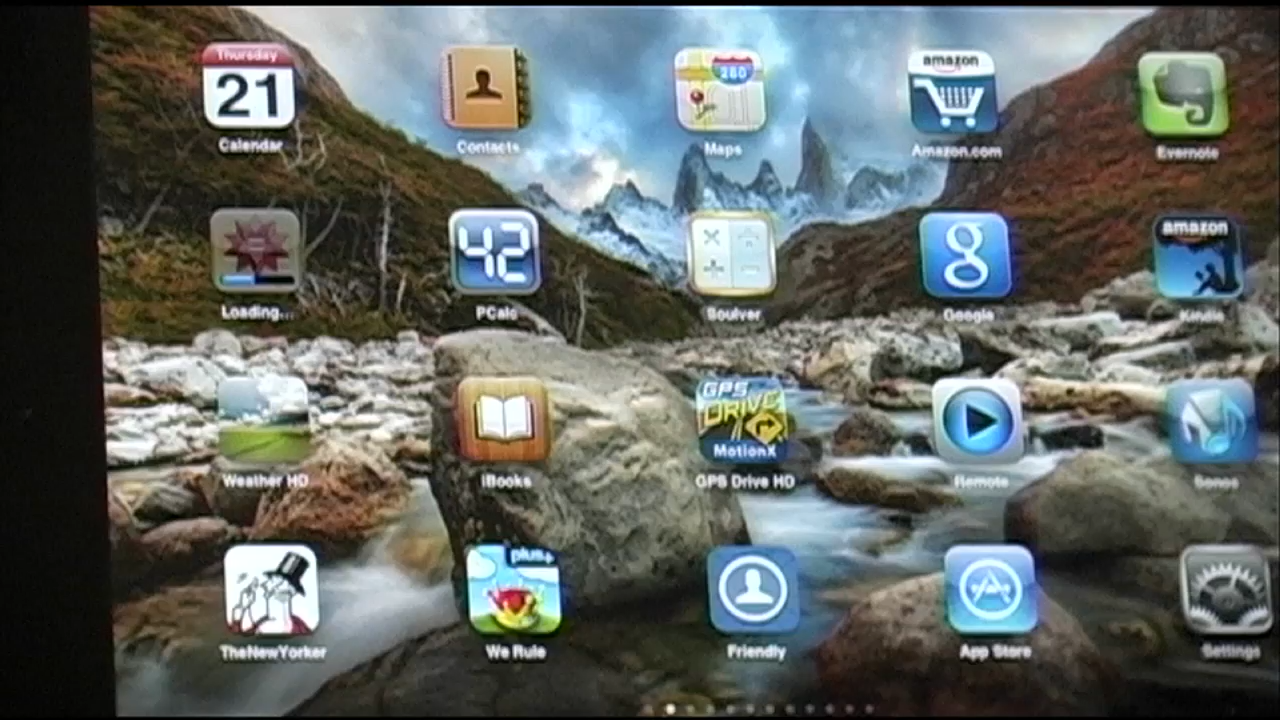 Thursday
21
280
amazon
Calendar
Contacts
Maps
Amazon.com
Evernote
42
g
amazon
Loading...
PCalc
Soulver
Google
Kindle
GPS
DRIVE
MotionX
Weather HD
iBooks
GPS Drive HD
Remote
Sonos
plus+
TheNewYorker
We Rule
Friendly
App Store
Settings